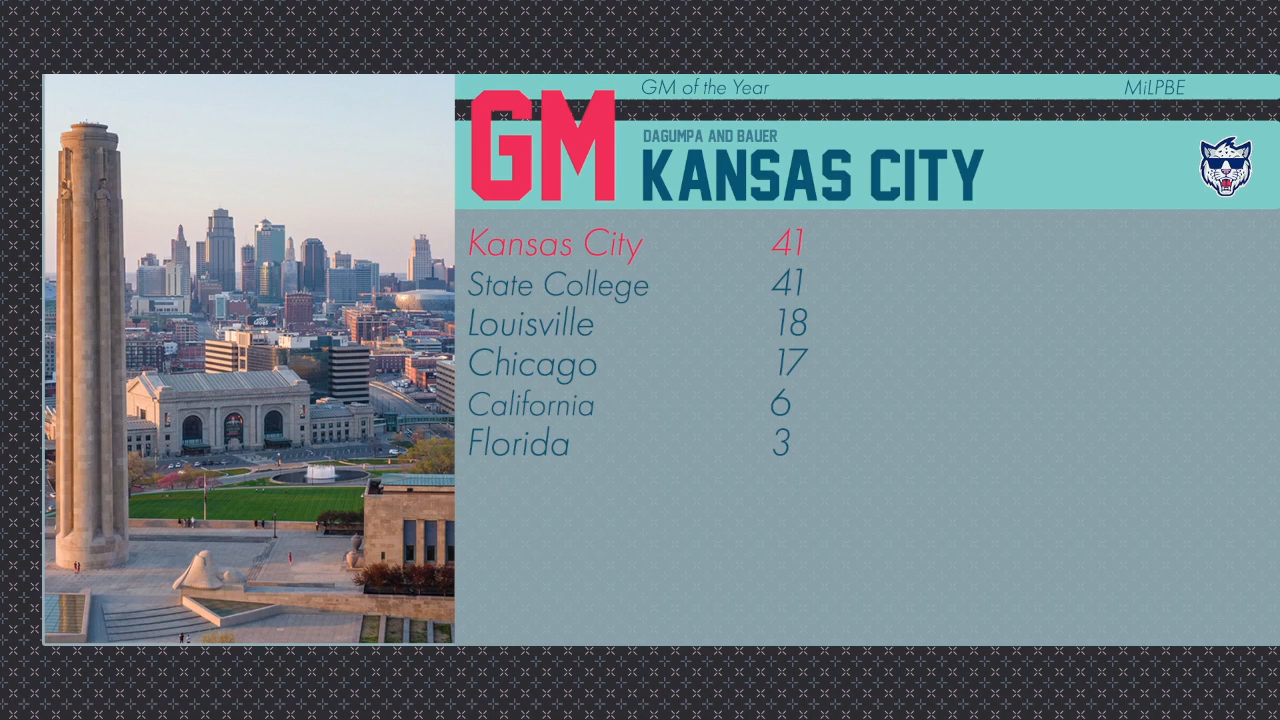 GM of the Year MiLPBE
GM
DAGUMPA AND BAUER
KANSAS CITY
Kansas City 41
State College 41
Louisville 18
Chicago 17
California 6
Florida 3